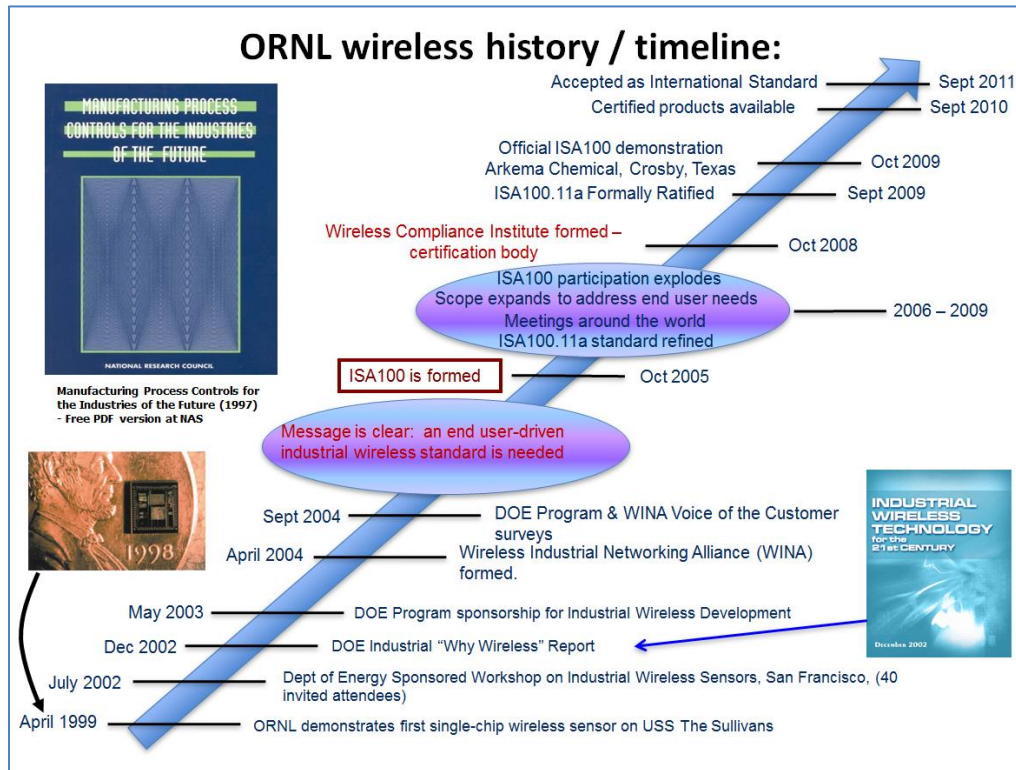 ORNL wireless history / timeline:
MANUFACTURING PROCESS
CONTROLS FOR THE INDUSTRIES
OF THE FUTURE
NATIONAL RESEARCH COUNCIL
Manufacturing Process Controls for
the Industries of the Future (1997)
- Free PDF version at NAS
Accepted as International Standard
Sept 2011
Certified products available
Sept 2010
Official ISA100 demonstration
Arkema Chemical, Crosby, Texas
Oct 2009
ISA100.11a Formally Ratified
Sept 2009
Wireless Compliance Institute formed –
certification body
Oct 2008
ISA100 participation explodes
Scope expands to address end user needs
Meetings around the world
ISA100.11a standard refined
2006 – 2009
ISA100 is formed
Oct 2005
Message is clear: an end user-driven
industrial wireless standard is needed
1998
Sept 2004
DOE Program & WINA Voice of the Customer
surveys
April 2004
Wireless Industrial Networking Alliance (WINA)
formed.
INDUSTRIAL
WIRELESS
TECHNOLOGY
for the
21st CENTURY
December 2002
May 2003
DOE Program sponsorship for Industrial Wireless Development
Dec 2002
DOE Industrial “Why Wireless” Report
July 2002
Dept of Energy Sponsored Workshop on Industrial Wireless Sensors, San Francisco, (40
invited attendees)
April 1999
ORNL demonstrates first single-chip wireless sensor on USS The Sullivans